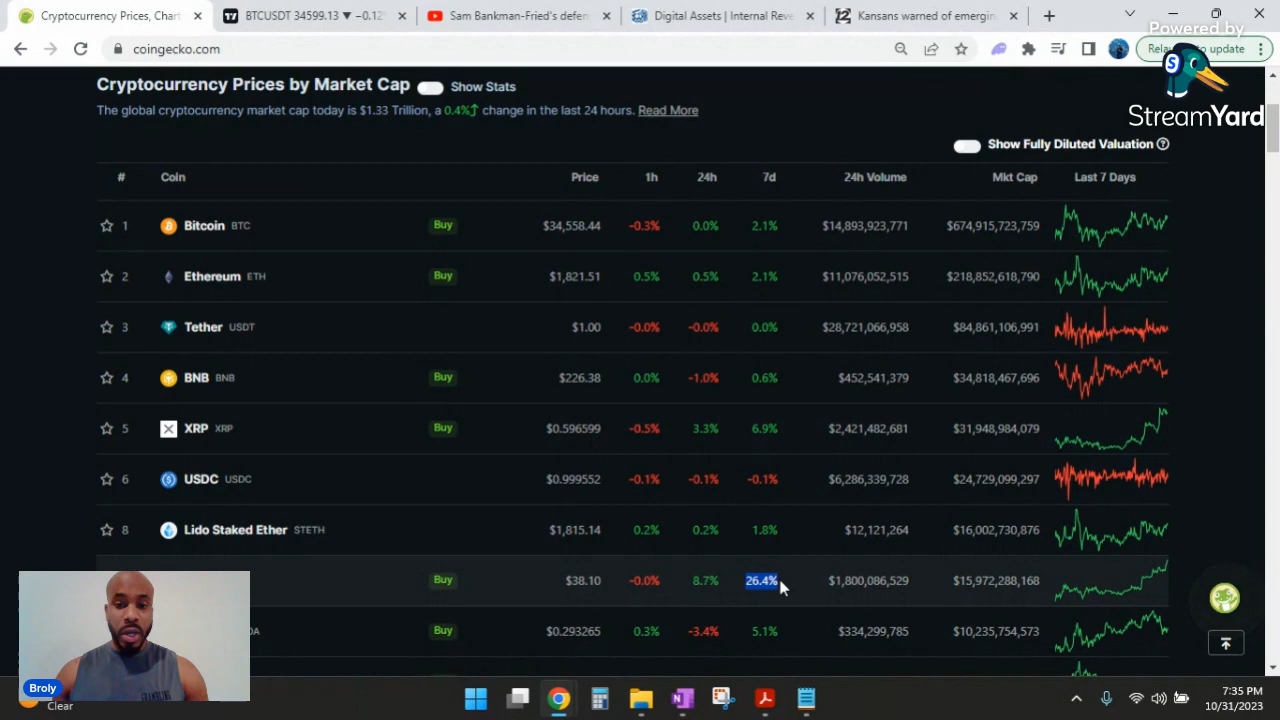 Cryptocurrency Prices, Chart
BTCUSDT 34599.13 ▼ −0.12%
Sam Bankman-Fried's defen
Digital Assets | Internal Reve
Kansans warned of emergin
Powered by
coingecko.com
to update
StreamYard
Cryptocurrency Prices by Market Cap Show Stats
The global cryptocurrency market cap today is $1.33 Trillion, a 0.4% change in the last 24 hours. Read More
Show Fully Diluted Valuation
# Coin Price 1h 24h 7d 24h Volume Mkt Cap Last 7 Days
1 Bitcoin BTC Buy $34,558.44 -0.3% 0.0% 2.1% $14,893,923,771 $674,915,723,759
2 Ethereum ETH Buy $1,821.51 0.5% 0.5% 2.1% $11,076,052,515 $218,852,618,790
3 Tether USDT $1.00 -0.0% -0.0% 0.0% $28,721,066,958 $84,861,106,991
4 BNB BNB Buy $226.38 0.0% -1.0% 0.6% $452,541,379 $34,818,467,696
5 XRP XRP Buy $0.596599 -0.5% 3.3% 6.9% $2,421,482,681 $31,948,984,079
6 USDC USDC $0.999552 -0.1% -0.1% -0.1% $6,286,339,728 $24,729,099,297
8 Lido Staked Ether STETH $1,815.14 0.2% 0.2% 1.8% $12,121,264 $16,002,730,876
Buy $38.10 -0.0% 8.7% 26.4% $1,800,086,529 $15,972,288,168
DA Buy $0.293265 0.3% -3.4% 5.1% $334,299,785 $10,235,754,573
Broly
Clear
7:35 PM
10/31/2023